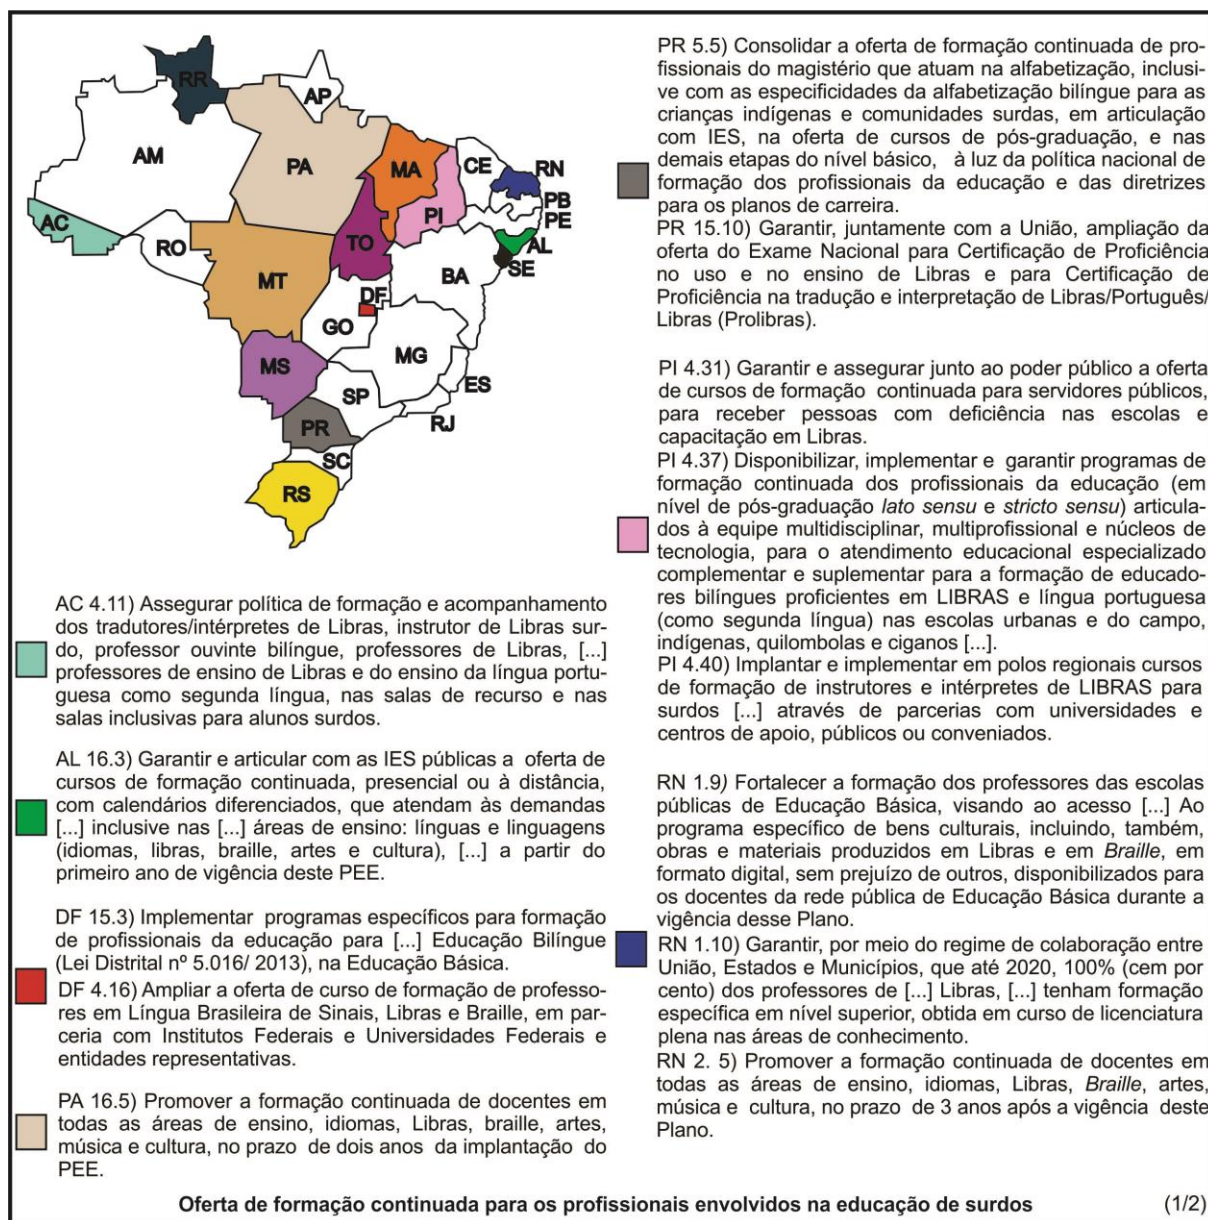 RR
AP
AM
PA
MA
CE
RN
PB
PE
AL
SE
PI
AC
RO
TO
BA
MT
DF
GO
MG
MS
ES
SP
RJ
PR
SC
RS
AC 4.11) Assegurar política de formação e acompanhamento
dos tradutores/intérpretes de Libras, instrutor de Libras sur-
do, professor ouvinte bilíngue, professores de Libras, [...]
professores de ensino de Libras e do ensino da língua portu-
guesa como segunda língua, nas salas de recurso e nas
salas inclusivas para alunos surdos.
AL 16.3) Garantir e articular com as IES públicas a oferta de
cursos de formação continuada, presencial ou à distância,
com calendários diferenciados, que atendam às demandas
[...] inclusive nas [...] áreas de ensino: línguas e linguagens
(idiomas, libras, braille, artes e cultura), [...] a partir do
primeiro ano de vigência deste PEE.
DF 15.3) Implementar programas específicos para formação
de profissionais da educação para [...] Educação Bilíngue
(Lei Distrital nº 5.016/ 2013), na Educação Básica.
DF 4.16) Ampliar a oferta de curso de formação de professo-
res em Língua Brasileira de Sinais, Libras e Braille, em par-
ceria com Institutos Federais e Universidades Federais e
entidades representativas.
PA 16.5) Promover a formação continuada de docentes em
todas as áreas de ensino, idiomas, Libras, braille, artes,
música e cultura, no prazo de dois anos da implantação do
PEE.
PR 5.5) Consolidar a oferta de formação continuada de pro-
fissionais do magistério que atuam na alfabetização, inclusi-
ve com as especificidades da alfabetização bilíngue para as
crianças indígenas e comunidades surdas, em articulação
com IES, na oferta de cursos de pós-graduação, e nas
demais etapas do nível básico, à luz da política nacional de
formação dos profissionais da educação e das diretrizes
para os planos de carreira.
PR 15.10) Garantir, juntamente com a União, ampliação da
oferta do Exame Nacional para Certificação de Proficiência
no uso e no ensino de Libras e para Certificação de
Proficiência na tradução e interpretação de Libras/Português/
Libras (Prolibras).
PI 4.31) Garantir e assegurar junto ao poder público a oferta
de cursos de formação continuada para servidores públicos,
para receber pessoas com deficiência nas escolas e
capacitação em Libras.
PI 4.37) Disponibilizar, implementar e garantir programas de
formação continuada dos profissionais da educação (em
nível de pós-graduação lato sensu e stricto sensu) articula-
dos à equipe multidisciplinar, multiprofissional e núcleos de
tecnologia, para o atendimento educacional especializado
complementar e suplementar para a formação de educado-
res bilíngues proficientes em LIBRAS e língua portuguesa
(como segunda língua) nas escolas urbanas e do campo,
indígenas, quilombolas e ciganos [...].
PI 4.40) Implantar e implementar em polos regionais cursos
de formação de instrutores e intérpretes de LIBRAS para
surdos [...] através de parcerias com universidades e
centros de apoio, públicos ou conveniados.
RN 1.9) Fortalecer a formação dos professores das escolas
públicas de Educação Básica, visando ao acesso [...] Ao
programa específico de bens culturais, incluindo, também,
obras e materiais produzidos em Libras e em Braille, em
formato digital, sem prejuízo de outros, disponibilizados para
os docentes da rede pública de Educação Básica durante a
vigência desse Plano.
RN 1.10) Garantir, por meio do regime de colaboração entre
União, Estados e Municípios, que até 2020, 100% (cem por
cento) dos professores de [...] Libras, [...] tenham formação
específica em nível superior, obtida em curso de licenciatura
plena nas áreas de conhecimento.
RN 2. 5) Promover a formação continuada de docentes em
todas as áreas de ensino, idiomas, Libras, Braille, artes,
música e cultura, no prazo de 3 anos após a vigência deste
Plano.
Oferta de formação continuada para os profissionais envolvidos na educação de surdos (1/2)